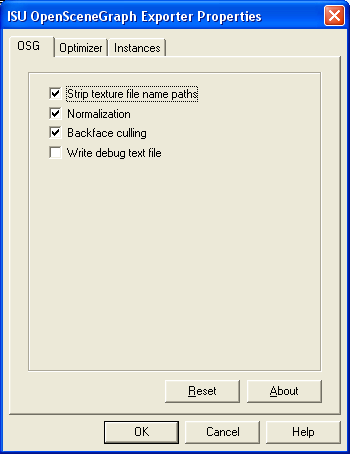 ISU OpenSceneGraph Exporter Properties
OSG Optimizer Instances
Strip texture file name paths
Normalization
Backface culling
Write debug text file
Reset About
OK Cancel Help